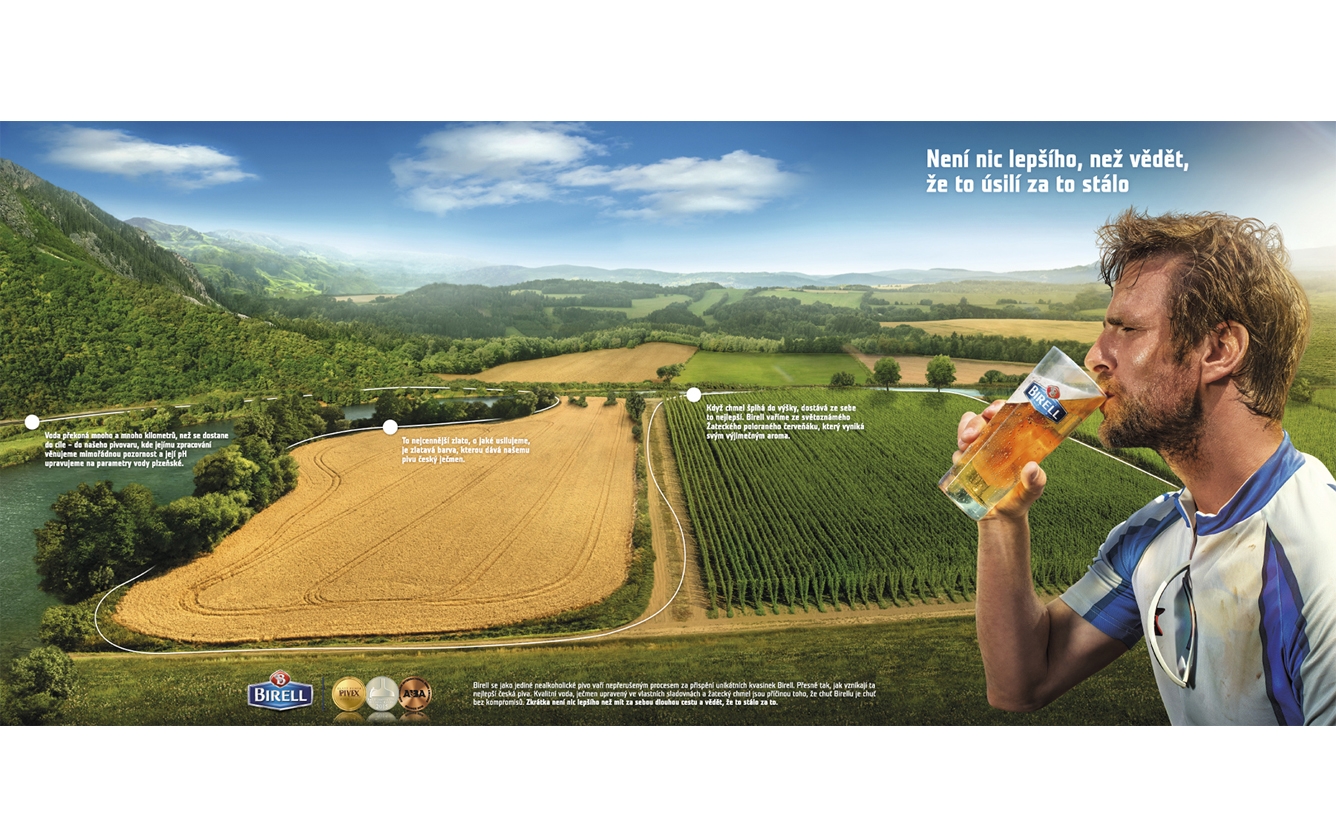 Není nic lepšího, než vědět,
že to úsilí za to stálo
BIRELL
Voda překoná mnoho a mnoho kilometrů, než se dostane
do cíle – do našeho pivovaru, kde jejímu zpracování
věnujeme mimořádnou pozornost a její pH
upravujeme na parametry vody plzeňské.
To nejcennější zlato, o jaké usilujeme,
je zlatavá barva, kterou dává našemu
pivu český ječmen.
Když chmel šplhá do výšky, dostává ze sebe
to nejlepší. Birell vaříme ze světoznámého
Žateckého poloraného červeňáku, který vyniká
svým výjimečným aroma.
B
BIRELL
PIVEX
Birell se jako jediné nealkoholické pivo vaří nepřerušeným procesem za přispění unikátních kvasinek Birell. Přesně tak, jak vznikají ta
nejlepší česká piva. Kvalitní voda, ječmen upravený ve vlastních sladovnách a žatecký chmel jsou příčinou toho, že chuť Birellu je chuť
bez kompromisů. Zkrátka není nic lepšího než mít za sebou dlouhou cestu a vědět, že to stálo za to.